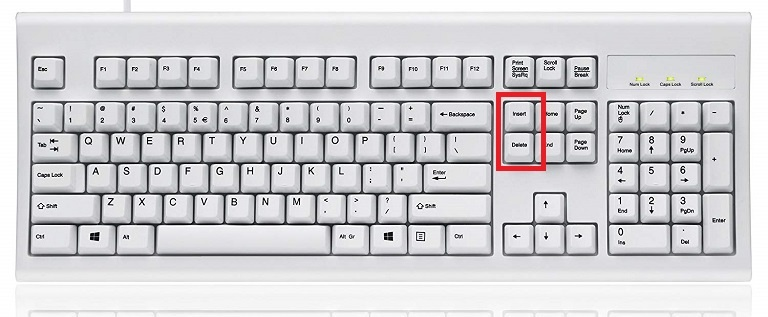 Esc F1 F2 F3 F4 F5 F6 F7 F8 F9 F10 F11 F12 Print Screen SysRq Scroll Lock Pause Break
Num Lock Caps Lock Scroll Lock
~ ` ! 1 @ 2 # 3 $ 4 % 5 € ^ 6 & 7 * 8 ( 9 ) 0 _ - + = ← Backspace Insert Home Page Up Num Lock / * -
Tab Q W E R T Y U I O P { [ } ] | \ Delete End Page Down 7 Home 8 ↑ 9 PgUp +
Caps Lock A S D F G H J K L : ; " ' Enter 4 ← 5 6 →
⇧ Shift Z X C V B N M < , > . ? / ⇧ Shift ↑ 1 End 2 ↓ 3 PgDn Enter
Ctrl Alt Alt Gr Ctrl ← ↓ → 0 Ins . Del